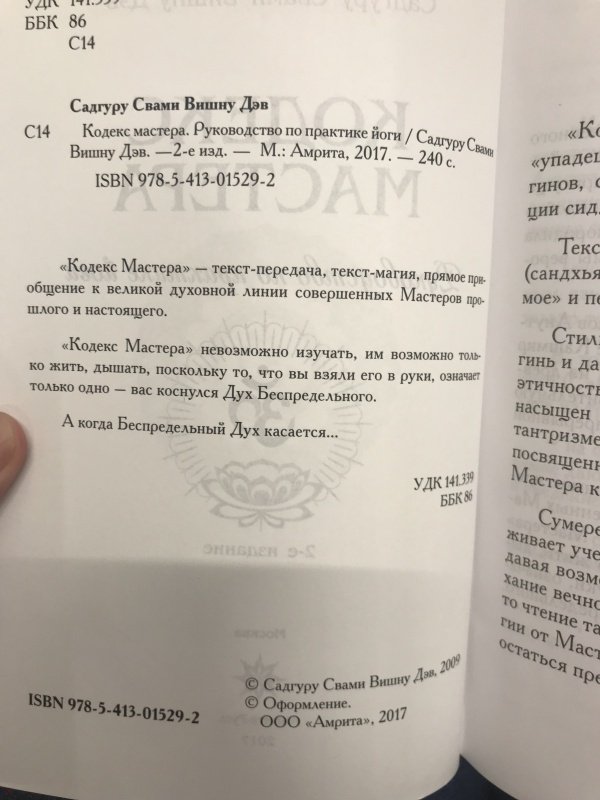 УДК 141.339
ББК 86
С14
Садгуру Свами Вишну Дэв
С14 Кодекс мастера. Руководство по практике йоги / Садгуру Свами
Вишну Дэв. —2-е изд. — М.: Амрита, 2017. — 240 с.
ISBN 978-5-413-01529-2
«Кодекс Мастера» — текст-передача, текст-магия, прямое при-
общение к великой духовной линии совершенных Мастеров про-
шлого и настоящего.
«Кодекс Мастера» невозможно изучать, им возможно толь-
ко жить, дышать, поскольку то, что вы взяли его в руки, означает
только одно — вас коснулся Дух Беспредельного.
А когда Беспредельный Дух касается...
УДК 141.339
ББК 86
© Садгуру Свами Вишну Дэв, 2009
© Оформление.
ООО «Амрита», 2017
ISBN 978-5-413-01529-2
«Ко
«упадеш
гинов, с
ции сид
Текс
(сандхья
мое» и пе
Стил
гинь и да
этичность
насыщен
тантризме
посвященн
Мастера к
Сумере
живает уче
давая возм
хание вечно
то чтение та
гии от Маст
остаться пре